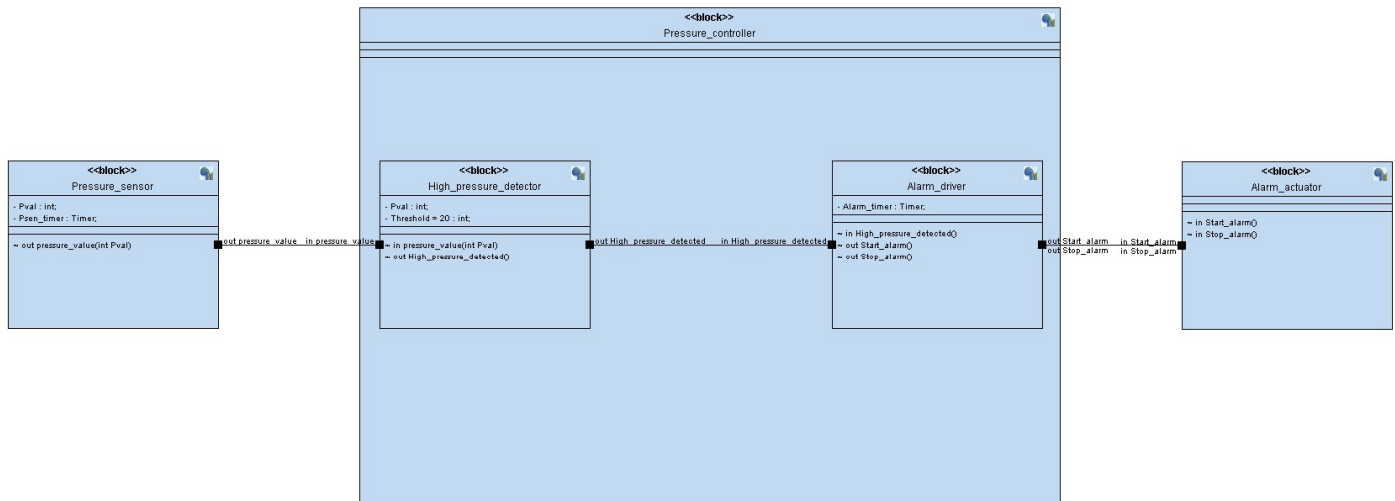 <<block>>
Pressure_controller
<<block>>
Pressure_sensor
- Pval : int;
- Psen_timer : Timer;
~ out pressure_value(int Pval)
out pressure_value
in pressure_value
<<block>>
High_pressure_detector
- Pval : int;
- Threshold = 20 : int;
~ in pressure_value(int Pval)
~ out High_pressure_detected()
out High_pressure_detected
in High_pressure_detected
<<block>>
Alarm_driver
- Alarm_timer : Timer;
~ in High_pressure_detected()
~ out Start_alarm()
~ out Stop_alarm()
out Start_alarm
out Stop_alarm
in Start_alarm
in Stop_alarm
<<block>>
Alarm_actuator
~ in Start_alarm()
~ in Stop_alarm()